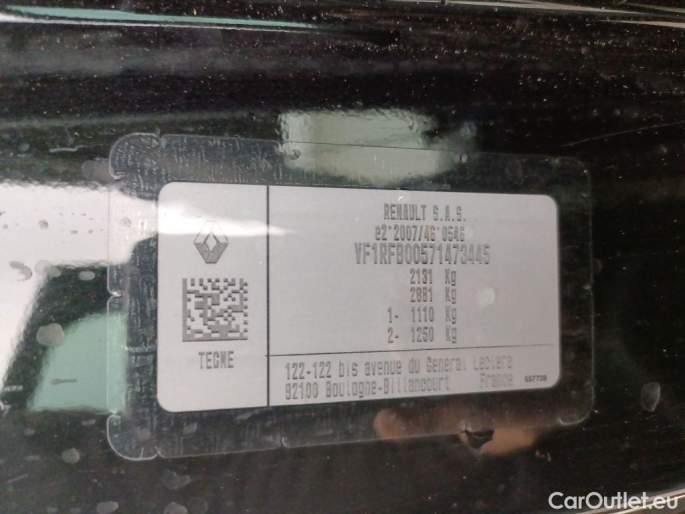 RENAULT S.A.S.
e2*2007/46*0546
VF1RFB00571473445
2131 Kg
2881 Kg
1- 1110 Kg
2- 1250 Kg
TEGNE
122-122 bis avenue du General Leclerc
92100 Boulogne-Billancourt France
CarOutlet.eu